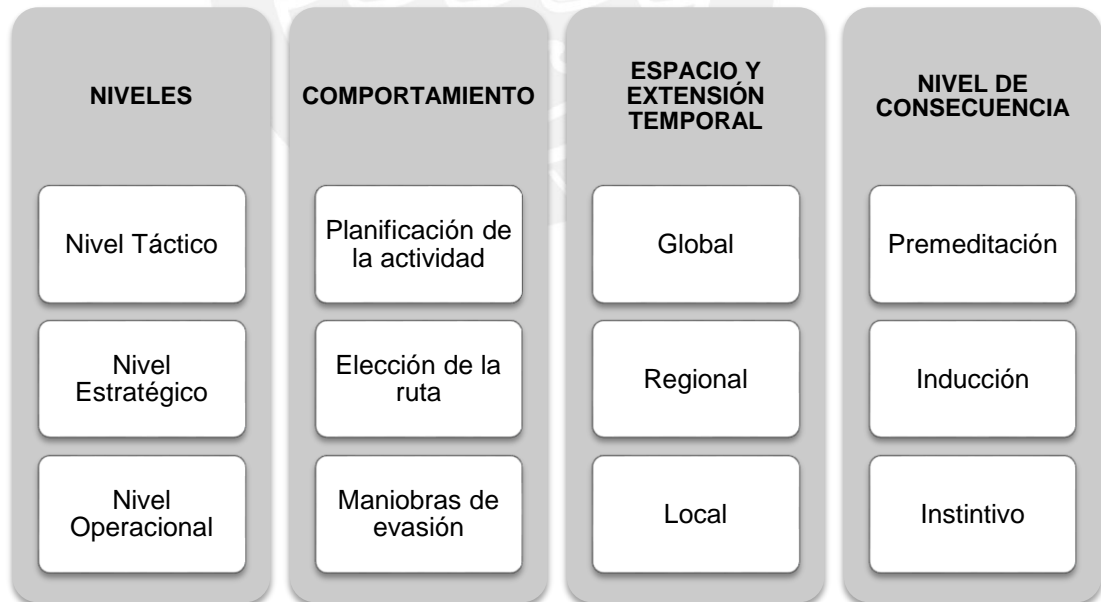 NIVELES
Nivel Táctico
Nivel
Estratégico
Nivel
Operacional
COMPORTAMIENTO
Planificación de
la actividad
Elección de la
ruta
Maniobras de
evasión
ESPACIO Y
EXTENSIÓN
TEMPORAL
Global
Regional
Local
NIVEL DE
CONSECUENCIA
Premeditación
Inducción
Instintivo